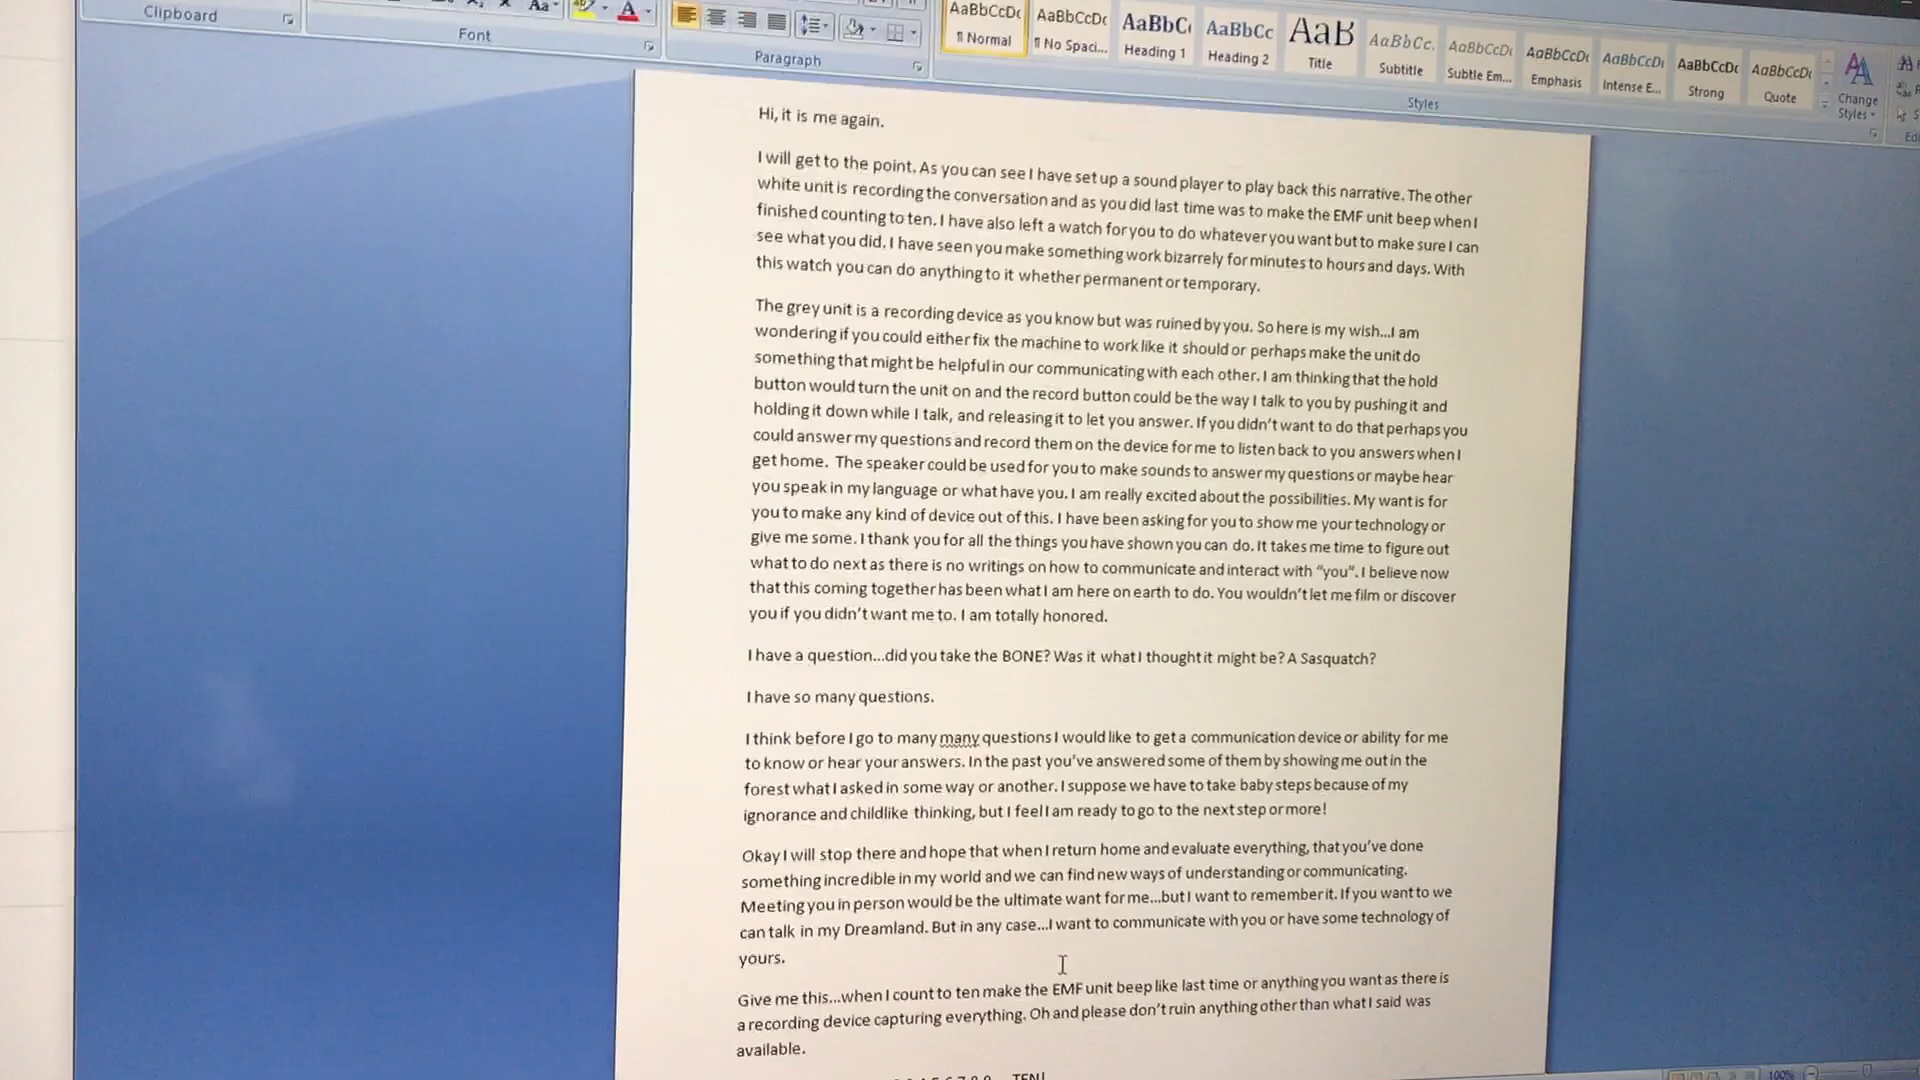 Clipboard
Font
Paragraph
Styles
AaBbCcDc AaBbCcDc AaBbC AaBbCc AaB AaBbCc. AaBbCcDc AaBbCcDc AaBbCcDc AaBbCcDc AaBbCcDc
¶ Normal ¶ No Spaci... Heading 1 Heading 2 Title Subtitle Subtle Em... Emphasis Intense E... Strong Quote
Change
Styles
Hi, it is me again.
I will get to the point. As you can see I have set up a sound player to play back this narrative. The other
white unit is recording the conversation and as you did last time was to make the EMF unit beep when I
finished counting to ten. I have also left a watch for you to do whatever you want but to make sure I can
see what you did. I have seen you make something work bizarrely for minutes to hours and days. With
this watch you can do anything to it whether permanent or temporary.
The grey unit is a recording device as you know but was ruined by you. So here is my wish...I am
wondering if you could either fix the machine to work like it should or perhaps make the unit do
something that might be helpful in our communicating with each other. I am thinking that the hold
button would turn the unit on and the record button could be the way I talk to you by pushing it and
holding it down while I talk, and releasing it to let you answer. If you didn't want to do that perhaps you
could answer my questions and record them on the device for me to listen back to you answers when I
get home. The speaker could be used for you to make sounds to answer my questions or maybe hear
you speak in my language or what have you. I am really excited about the possibilities. My want is for
you to make any kind of device out of this. I have been asking for you to show me your technology or
give me some. I thank you for all the things you have shown you can do. It takes me time to figure out
what to do next as there is no writings on how to communicate and interact with "you". I believe now
that this coming together has been what I am here on earth to do. You wouldn't let me film or discover
you if you didn't want me to. I am totally honored.
I have a question...did you take the BONE? Was it what I thought it might be? A Sasquatch?
I have so many questions.
I think before I go to many many questions I would like to get a communication device or ability for me
to know or hear your answers. In the past you've answered some of them by showing me out in the
forest what I asked in some way or another. I suppose we have to take baby steps because of my
ignorance and childlike thinking, but I feel I am ready to go to the next step or more!
Okay I will stop there and hope that when I return home and evaluate everything, that you've done
something incredible in my world and we can find new ways of understanding or communicating.
Meeting you in person would be the ultimate want for me...but I want to remember it. If you want to we
can talk in my Dreamland. But in any case...I want to communicate with you or have some technology of
yours.
Give me this...when I count to ten make the EMF unit beep like last time or anything you want as there is
a recording device capturing everything. Oh and please don't ruin anything other than what I said was
available.
TEN!
100%